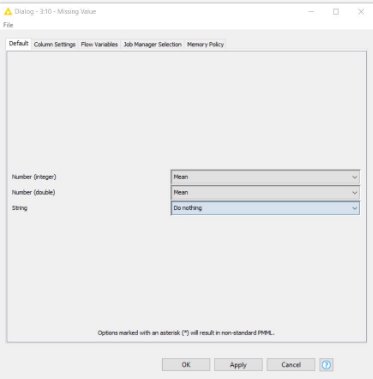 Dialog - 3:10 - Missing Value
File
Default Column Settings Flow Variables Job Manager Selection Memory Policy
Number (integer) Mean
Number (double) Mean
String Do nothing
Options marked with an asterisk (*) will result in non-standard PMML.
OK Apply Cancel ?